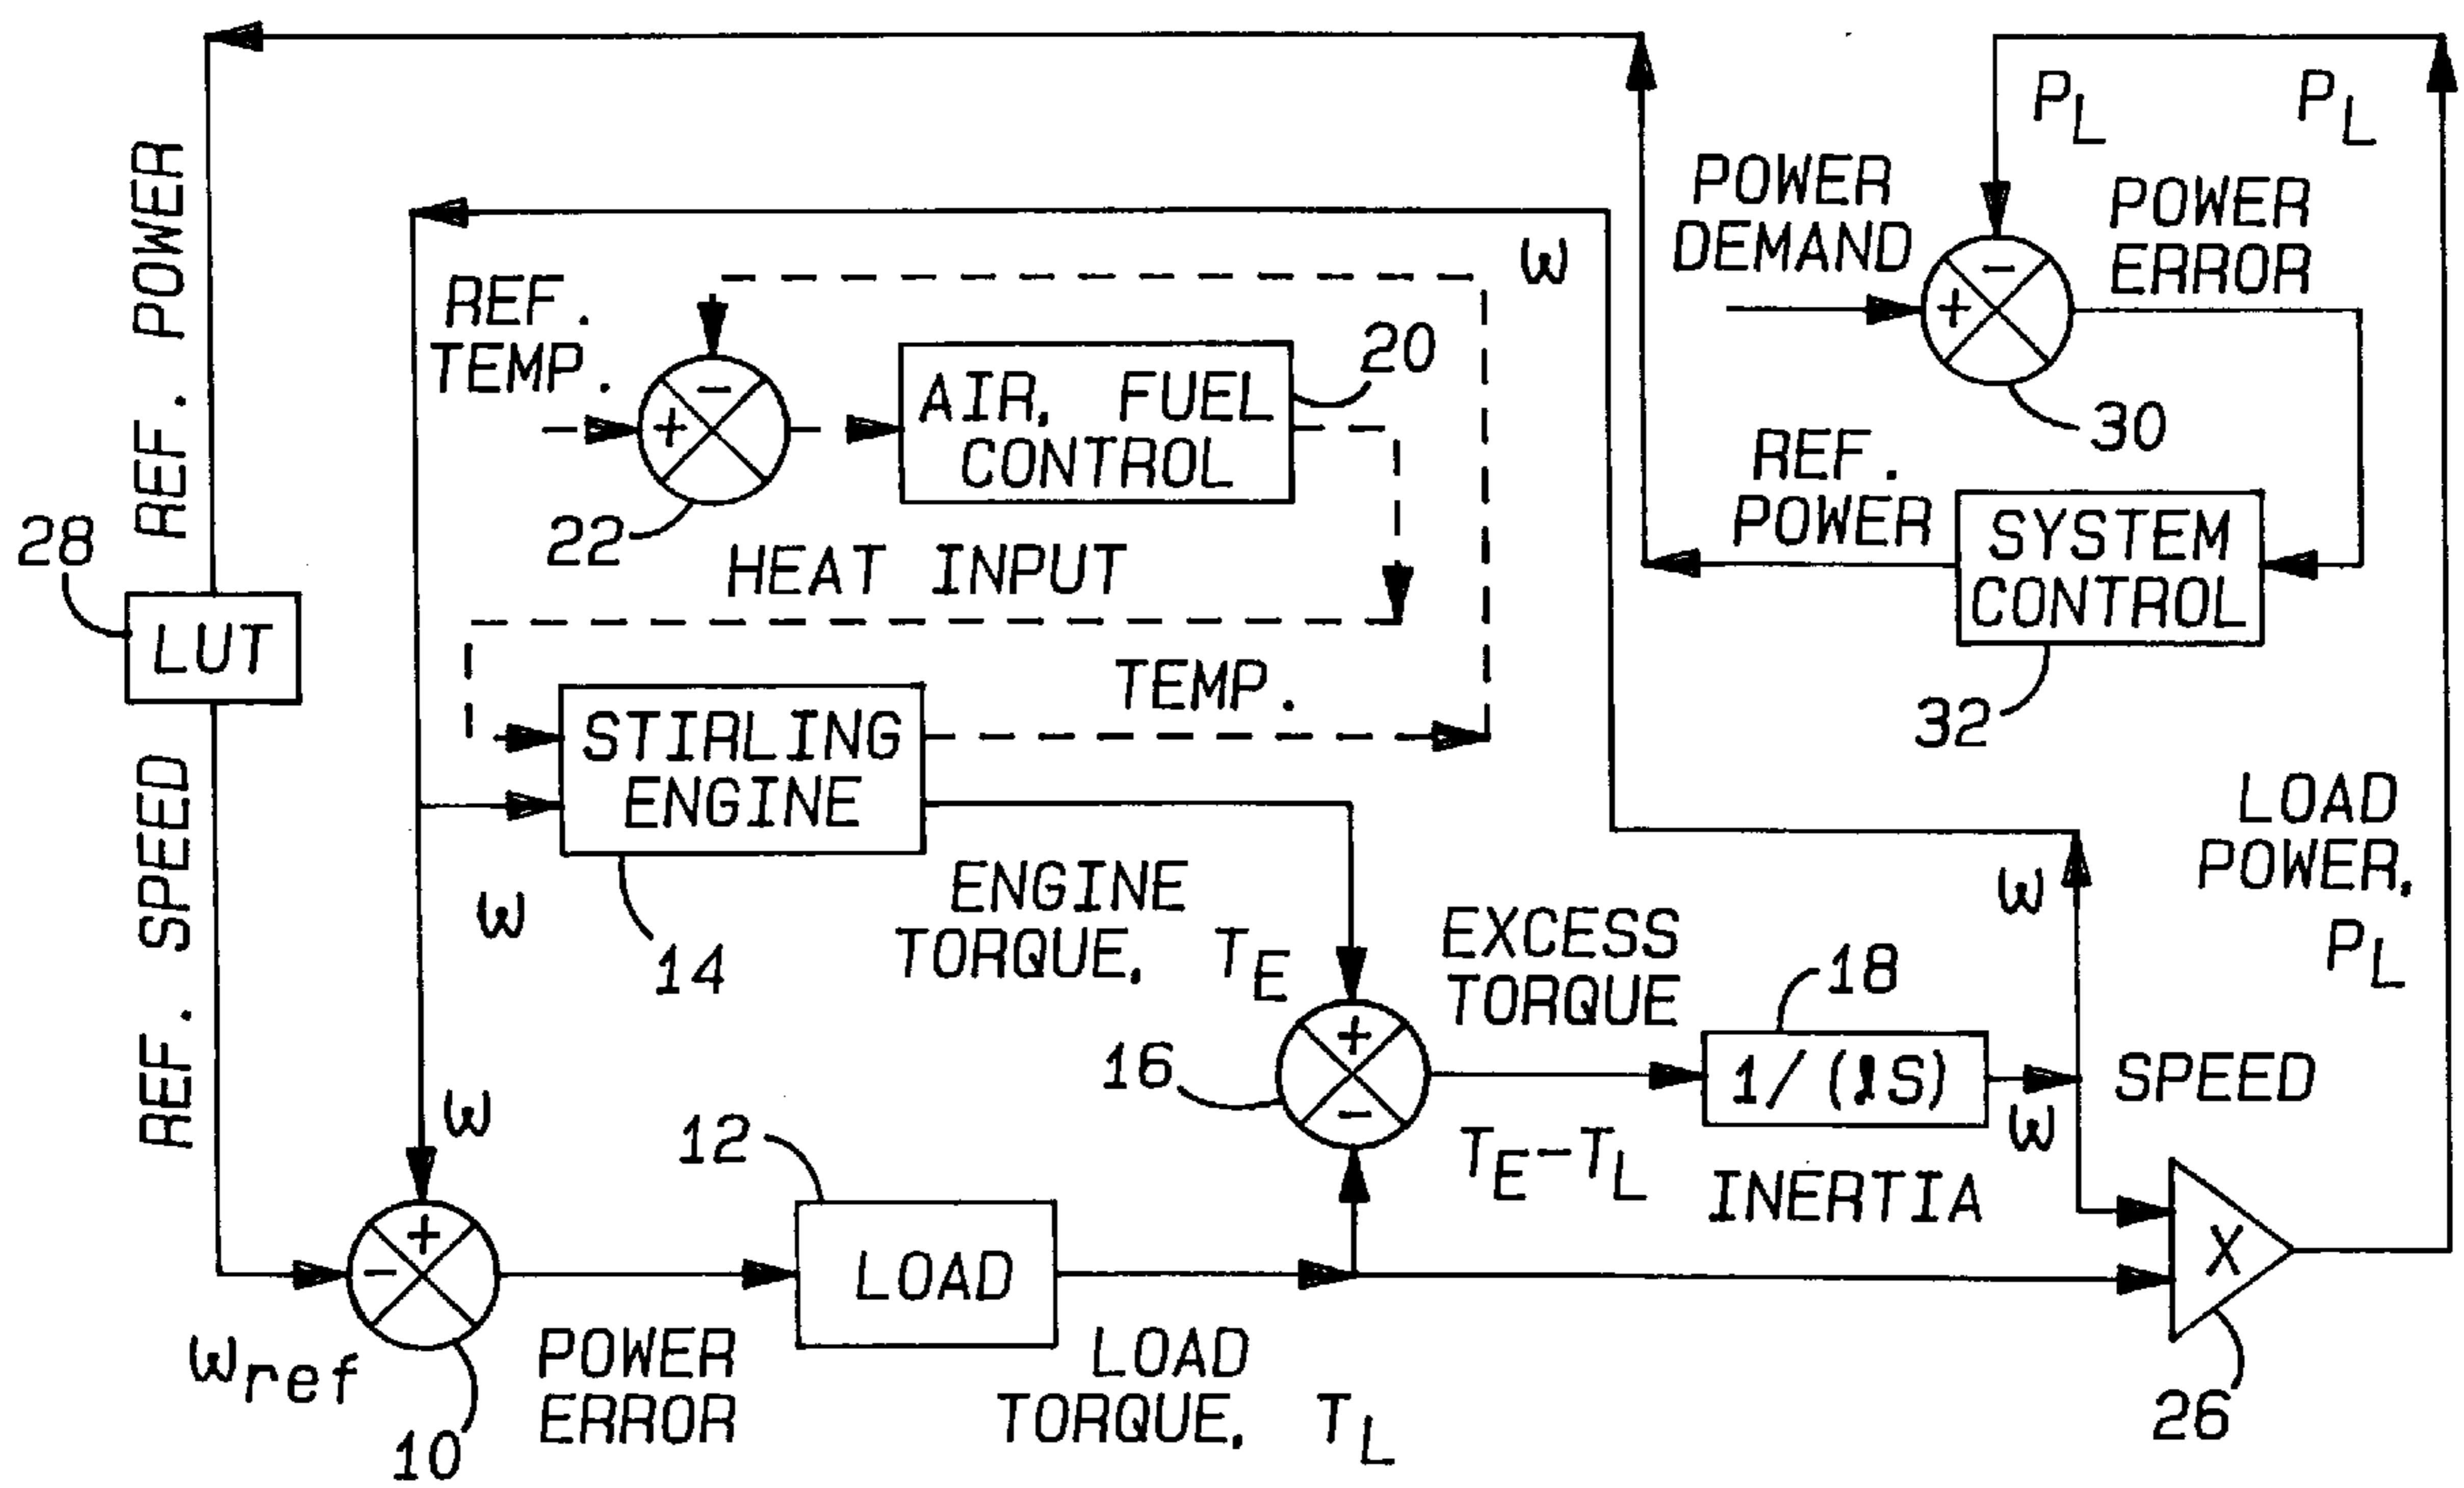 P_L
P_L
POWER
DEMAND
POWER
ERROR
REF. POWER
ω
REF.
TEMP.
20
+
−
AIR, FUEL
CONTROL
+
−
30
REF.
POWER
28
22
HEAT INPUT
SYSTEM
CONTROL
LUT
TEMP.
32
STIRLING
ENGINE
LOAD
POWER,
P_L
REF. SPEED
ω
ENGINE
TORQUE, T_E
14
EXCESS
TORQUE
18
ω
16
+
−
1/(IS)
SPEED
ω
ω
12
T_E−T_L
INERTIA
+
−
LOAD
X
ω_ref
POWER
ERROR
LOAD
TORQUE, T_L
10
26